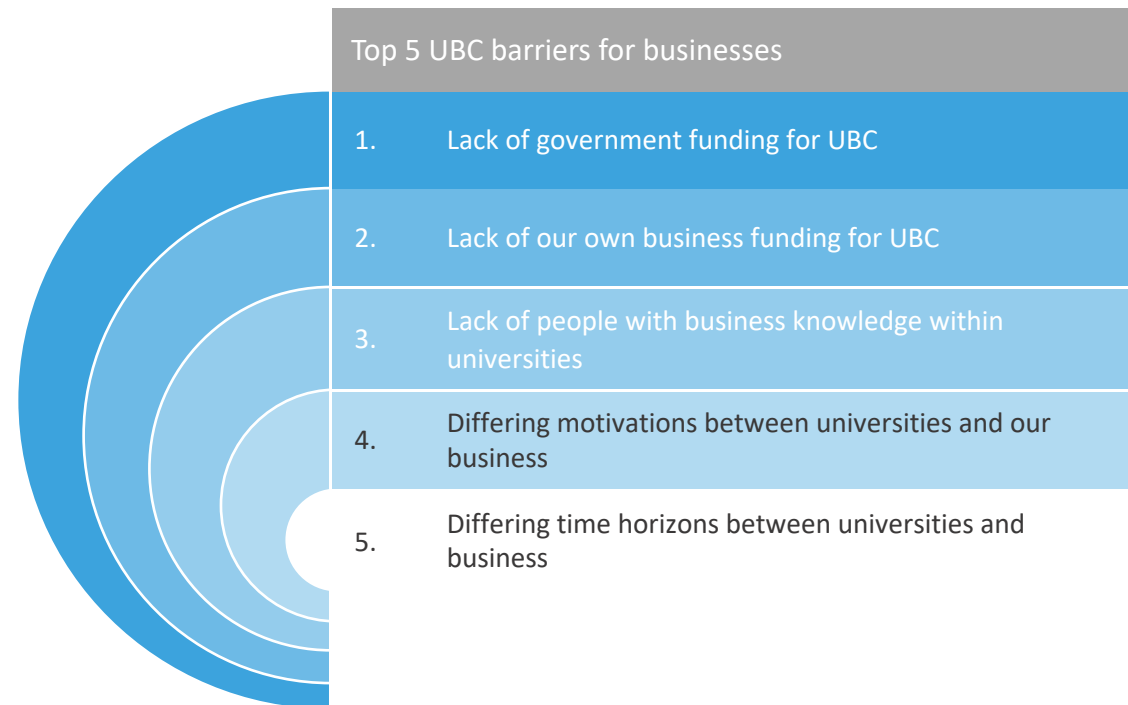 Top 5 UBC barriers for businesses
1. Lack of government funding for UBC
2. Lack of our own business funding for UBC
3. Lack of people with business knowledge within
universities
4. Differing motivations between universities and our
business
5. Differing time horizons between universities and
business